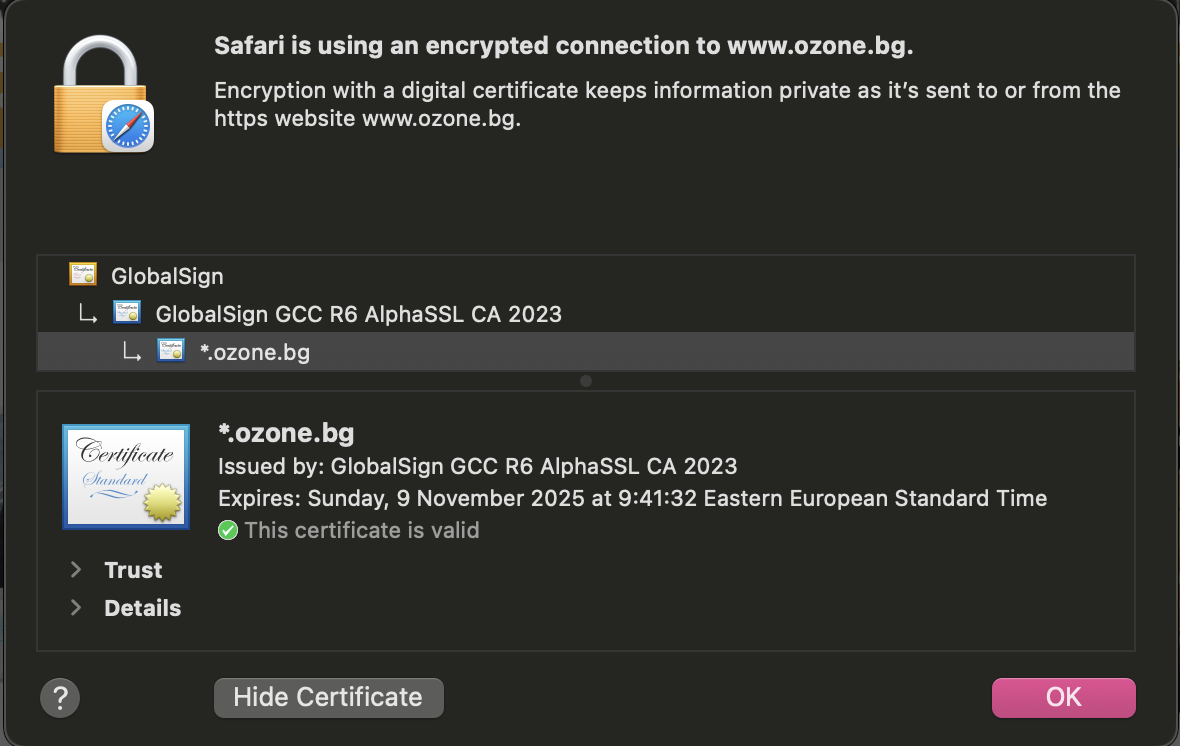 Safari is using an encrypted connection to www.ozone.bg.
Encryption with a digital certificate keeps information private as it’s sent to or from the
https website www.ozone.bg.
GlobalSign
GlobalSign GCC R6 AlphaSSL CA 2023
*.ozone.bg
Certificate
Standard
*.ozone.bg
Issued by: GlobalSign GCC R6 AlphaSSL CA 2023
Expires: Sunday, 9 November 2025 at 9:41:32 Eastern European Standard Time
This certificate is valid
Trust
Details
?
Hide Certificate
OK